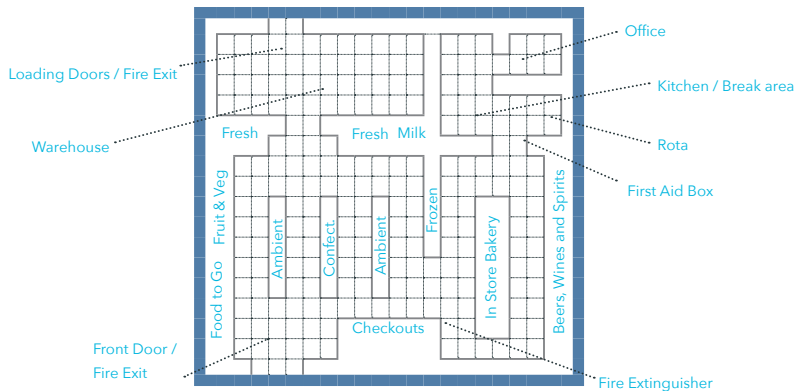 Office
Loading Doors / Fire Exit
Kitchen / Break area
Fresh
Fresh Milk
Warehouse
Rota
First Aid Box
Fruit & Veg
Food to Go
Ambient
Confect.
Ambient
Frozen
In Store Bakery
Beers, Wines and Spirits
Checkouts
Front Door /
Fire Exit
Fire Extinguisher